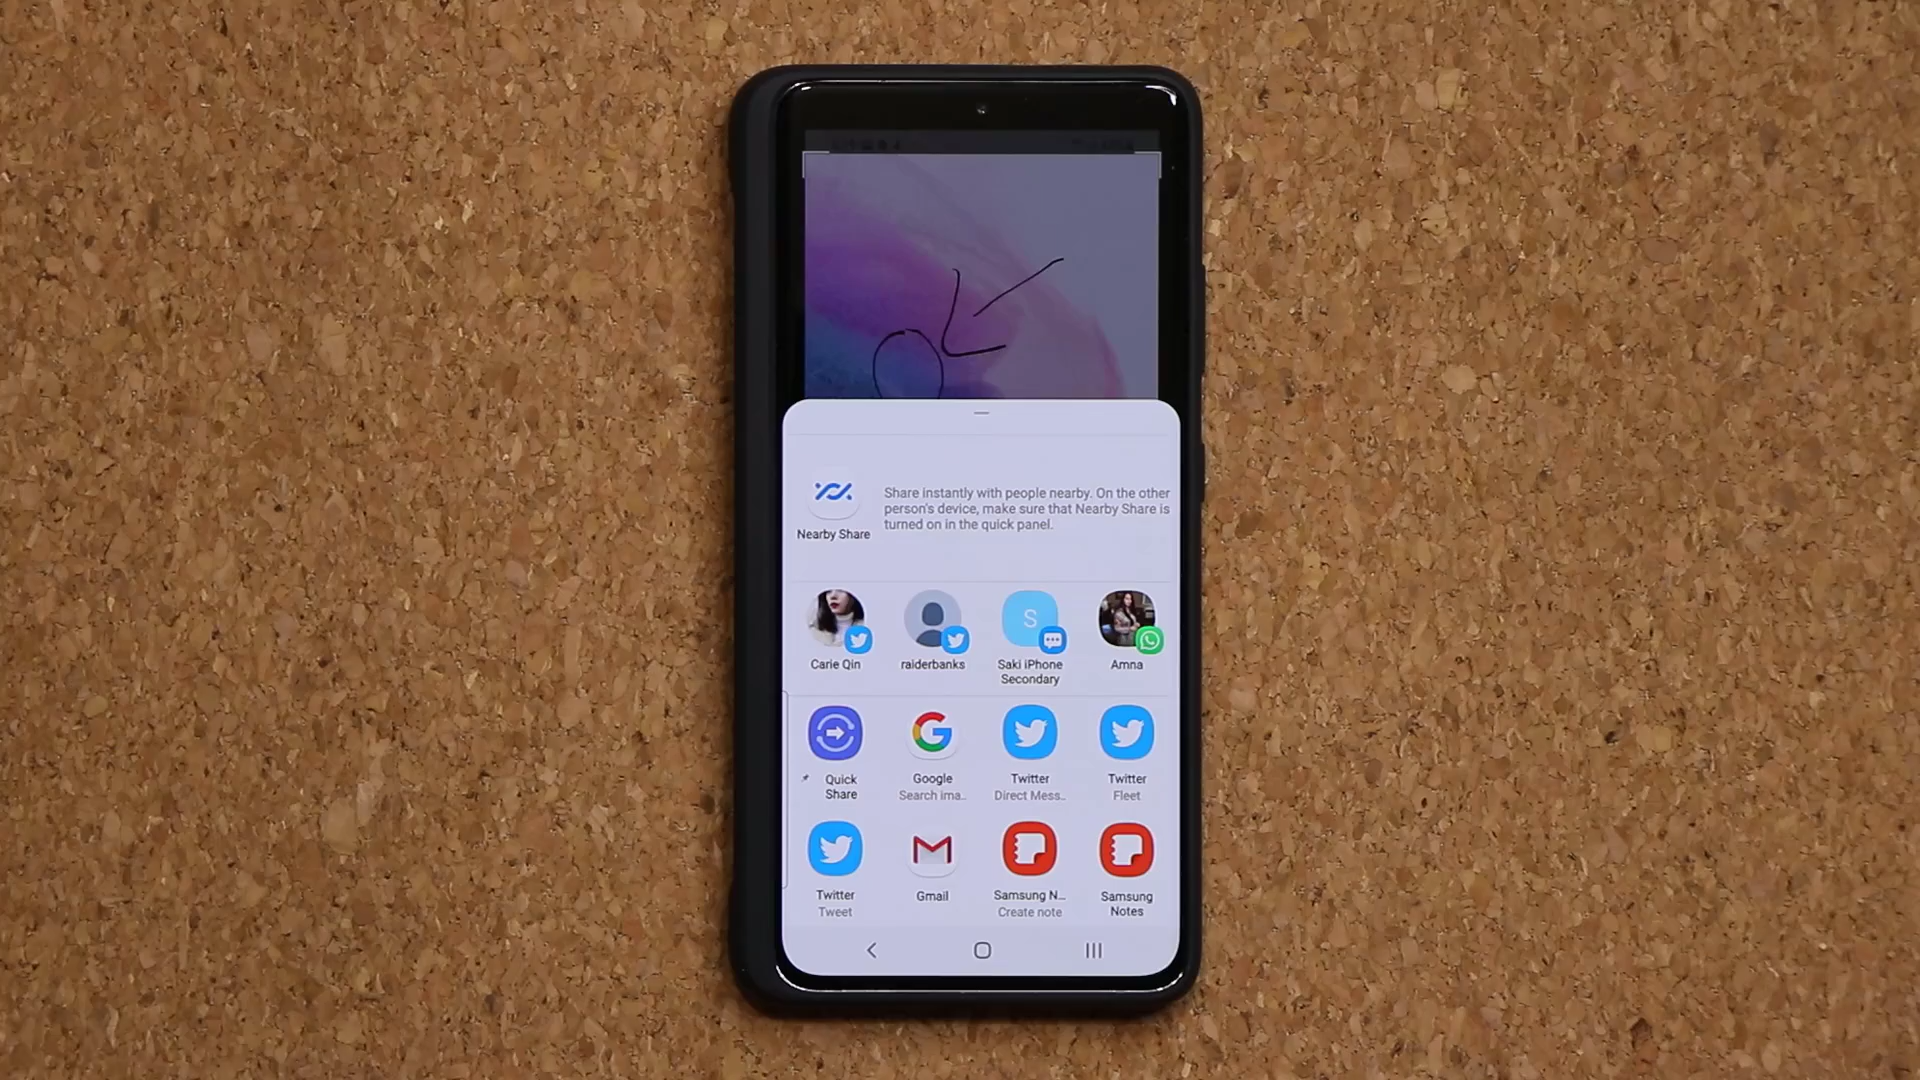 Share instantly with people nearby. On the other
person's device, make sure that Nearby Share is
turned on in the quick panel.
Nearby Share
Carie Qin
raiderbanks
Saki iPhone
Secondary
Amna
S
Quick
Share
Google
Search ima..
Twitter
Direct Mess..
Twitter
Fleet
Twitter
Tweet
Gmail
Samsung N...
Create note
Samsung
Notes